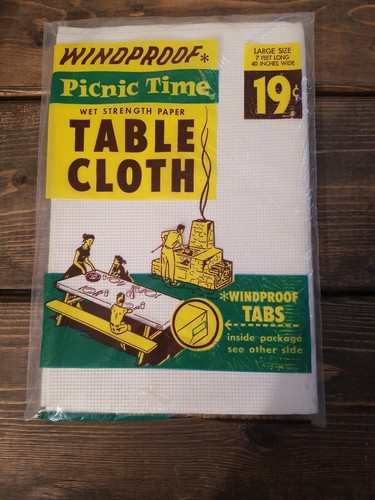 WINDPROOF*
Picnic Time
WET STRENGTH PAPER
TABLE
CLOTH
LARGE SIZE
7 FEET LONG
40 INCHES WIDE
19¢
*WINDPROOF
TABS
inside package
see other side